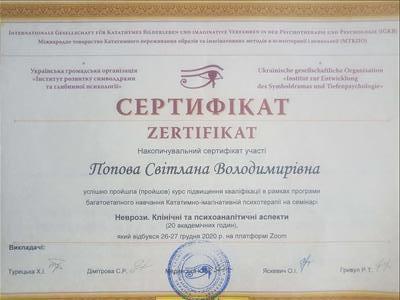 Internationale Gesellschaft für Katathymes Bilderleben und imaginative Verfahren in der Psychotherapie und Psychologie (IGKB)
Міжнародне товариство Кататимного переживання образів та імагінативних методів в психотерапії і психології (МТКПО)
Українська громадська організація
«Інститут розвитку символдрами
та глибинної психології»
Ukrainische gesellschaftliche Organisation
«Institut zur Entwicklung
des Symboldramas und Tiefenpsychologie»
СЕРТИФІКАТ
ZERTIFIKAT
Накопичувальний сертифікат участі
Попова Світлана Володимирівна
успішно пройшла (пройшов) курс підвищення кваліфікації в рамках програми
багатоетапного навчання Кататимно-імагінативній психотерапії на семінарі
Неврози. Клінічні та психоаналітичні аспекти
(20 академічних годин),
який відбувся 26-27 грудня 2020 р. на платформі Zoom
Викладачі:
Турецька Х.І. Дмітрова С.Р. Яскевич О.І. Гривул Р.Т.